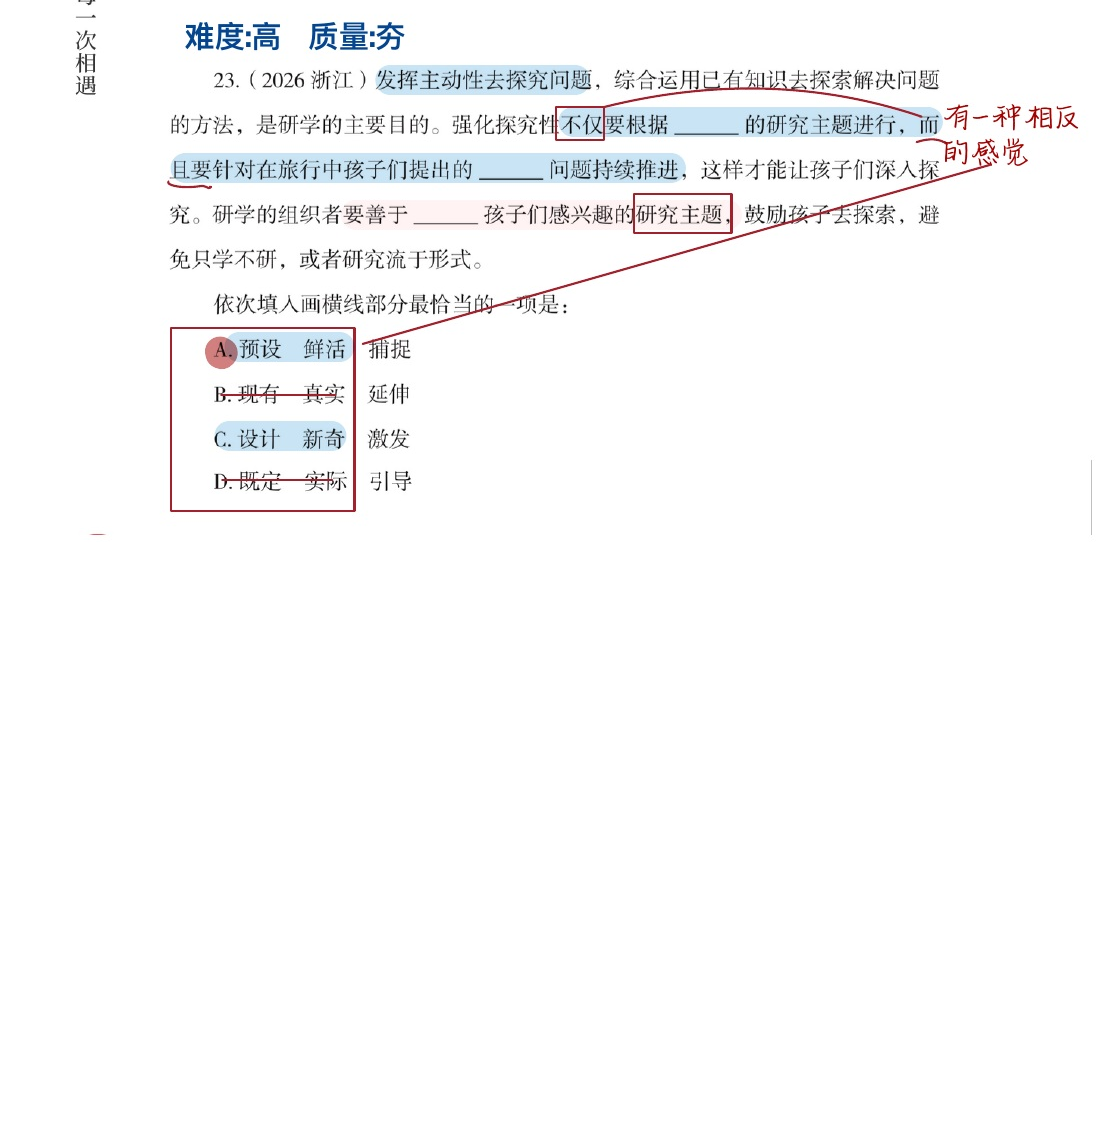 一次相遇
难度:高 质量:夯
23.（2026 浙江）发挥主动性去探究问题，综合运用已有知识去探索解决问题
的方法，是研学的主要目的。强化探究性不仅要根据 ______ 的研究主题进行，而
且要针对在旅行中孩子们提出的 ______ 问题持续推进，这样才能让孩子们深入探
究。研学的组织者要善于 ______ 孩子们感兴趣的研究主题，鼓励孩子去探索，避
免只学不研，或者研究流于形式。
有一种相反
的感觉
依次填入画横线部分最恰当的一项是：
A. 预设 鲜活 捕捉
B. 现有 真实 延伸
C. 设计 新奇 激发
D. 既定 实际 引导